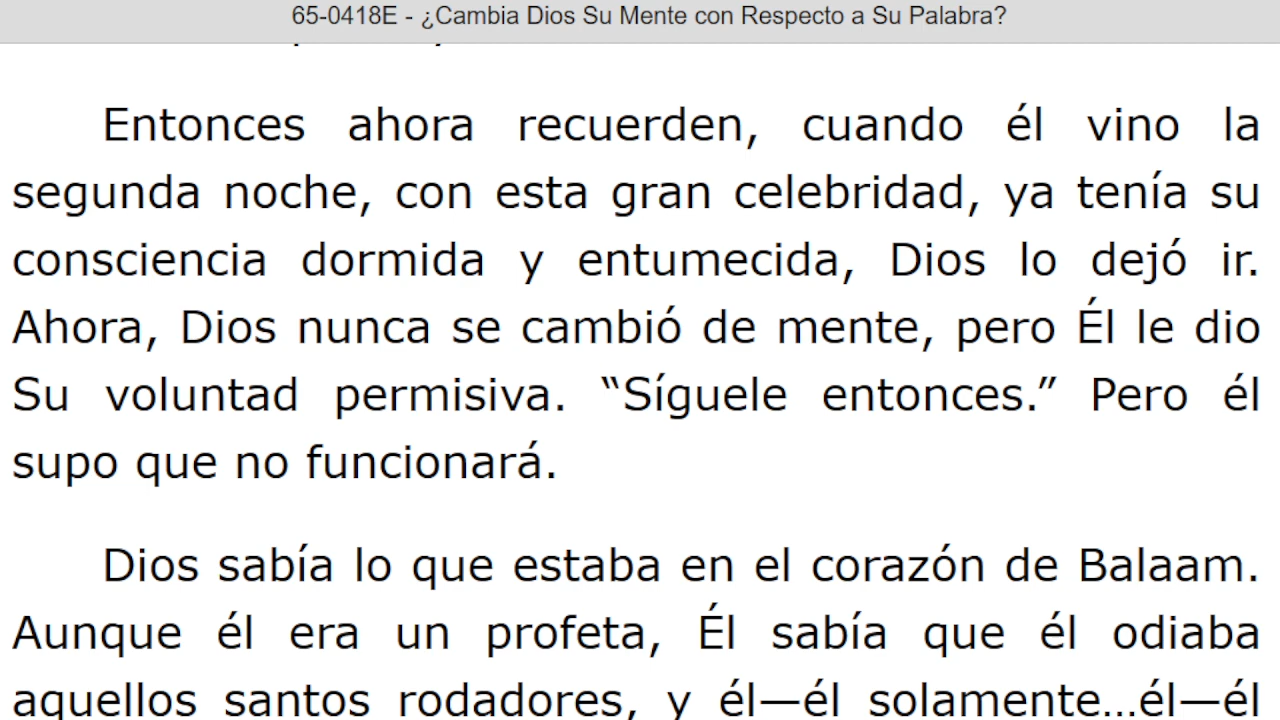 65-0418E - ¿Cambia Dios Su Mente con Respecto a Su Palabra?
Entonces ahora recuerden, cuando él vino la
segunda noche, con esta gran celebridad, ya tenía su
consciencia dormida y entumecida, Dios lo dejó ir.
Ahora, Dios nunca se cambió de mente, pero Él le dio
Su voluntad permisiva. “Síguele entonces.” Pero él
supo que no funcionará.
Dios sabía lo que estaba en el corazón de Balaam.
Aunque él era un profeta, Él sabía que él odiaba
aquellos santos rodadores, y él—él solamente...él—él